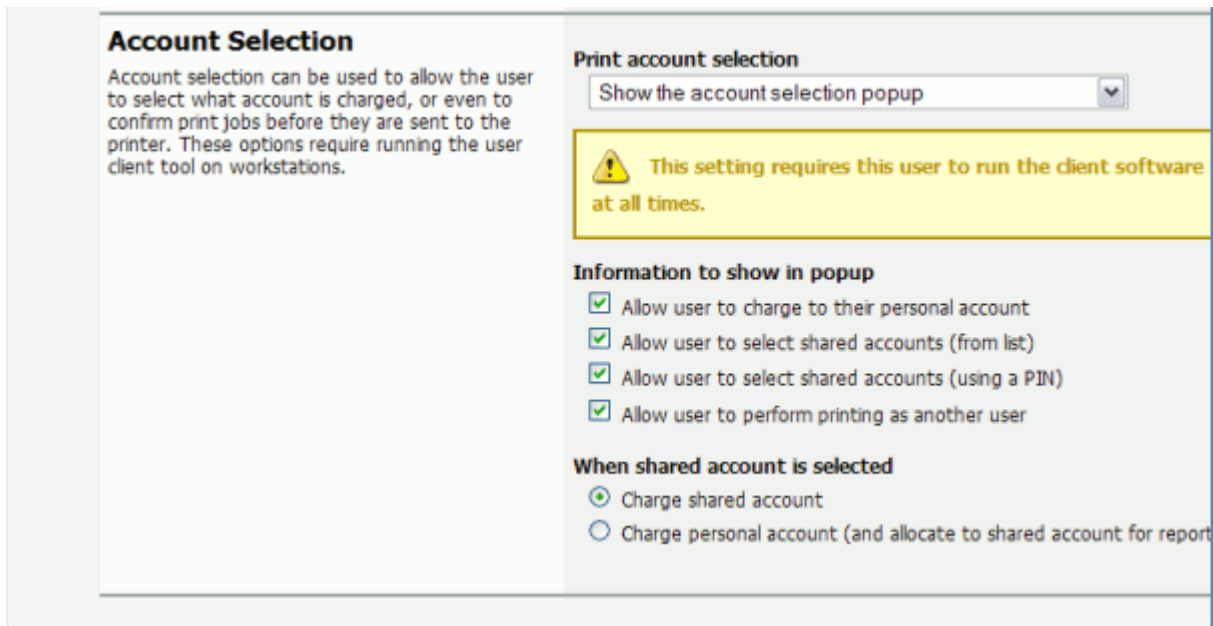 Account Selection
Account selection can be used to allow the user
to select what account is charged, or even to
confirm print jobs before they are sent to the
printer. These options require running the user
client tool on workstations.
Print account selection
Show the account selection popup
This setting requires this user to run the client software
at all times.
Information to show in popup
Allow user to charge to their personal account
Allow user to select shared accounts (from list)
Allow user to select shared accounts (using a PIN)
Allow user to perform printing as another user
When shared account is selected
Charge shared account
Charge personal account (and allocate to shared account for report